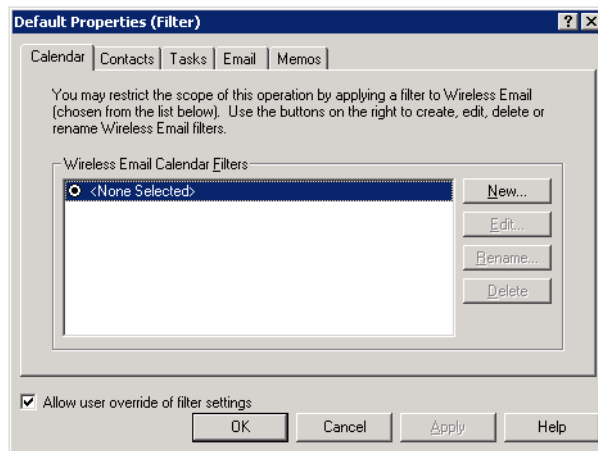 Default Properties (Filter)
Calendar Contacts Tasks Email Memos
You may restrict the scope of this operation by applying a filter to Wireless Email
(chosen from the list below). Use the buttons on the right to create, edit, delete or
rename Wireless Email filters.
Wireless Email Calendar Filters
<None Selected>
New...
Edit...
Rename...
Delete
Allow user override of filter settings
OK Cancel Apply Help